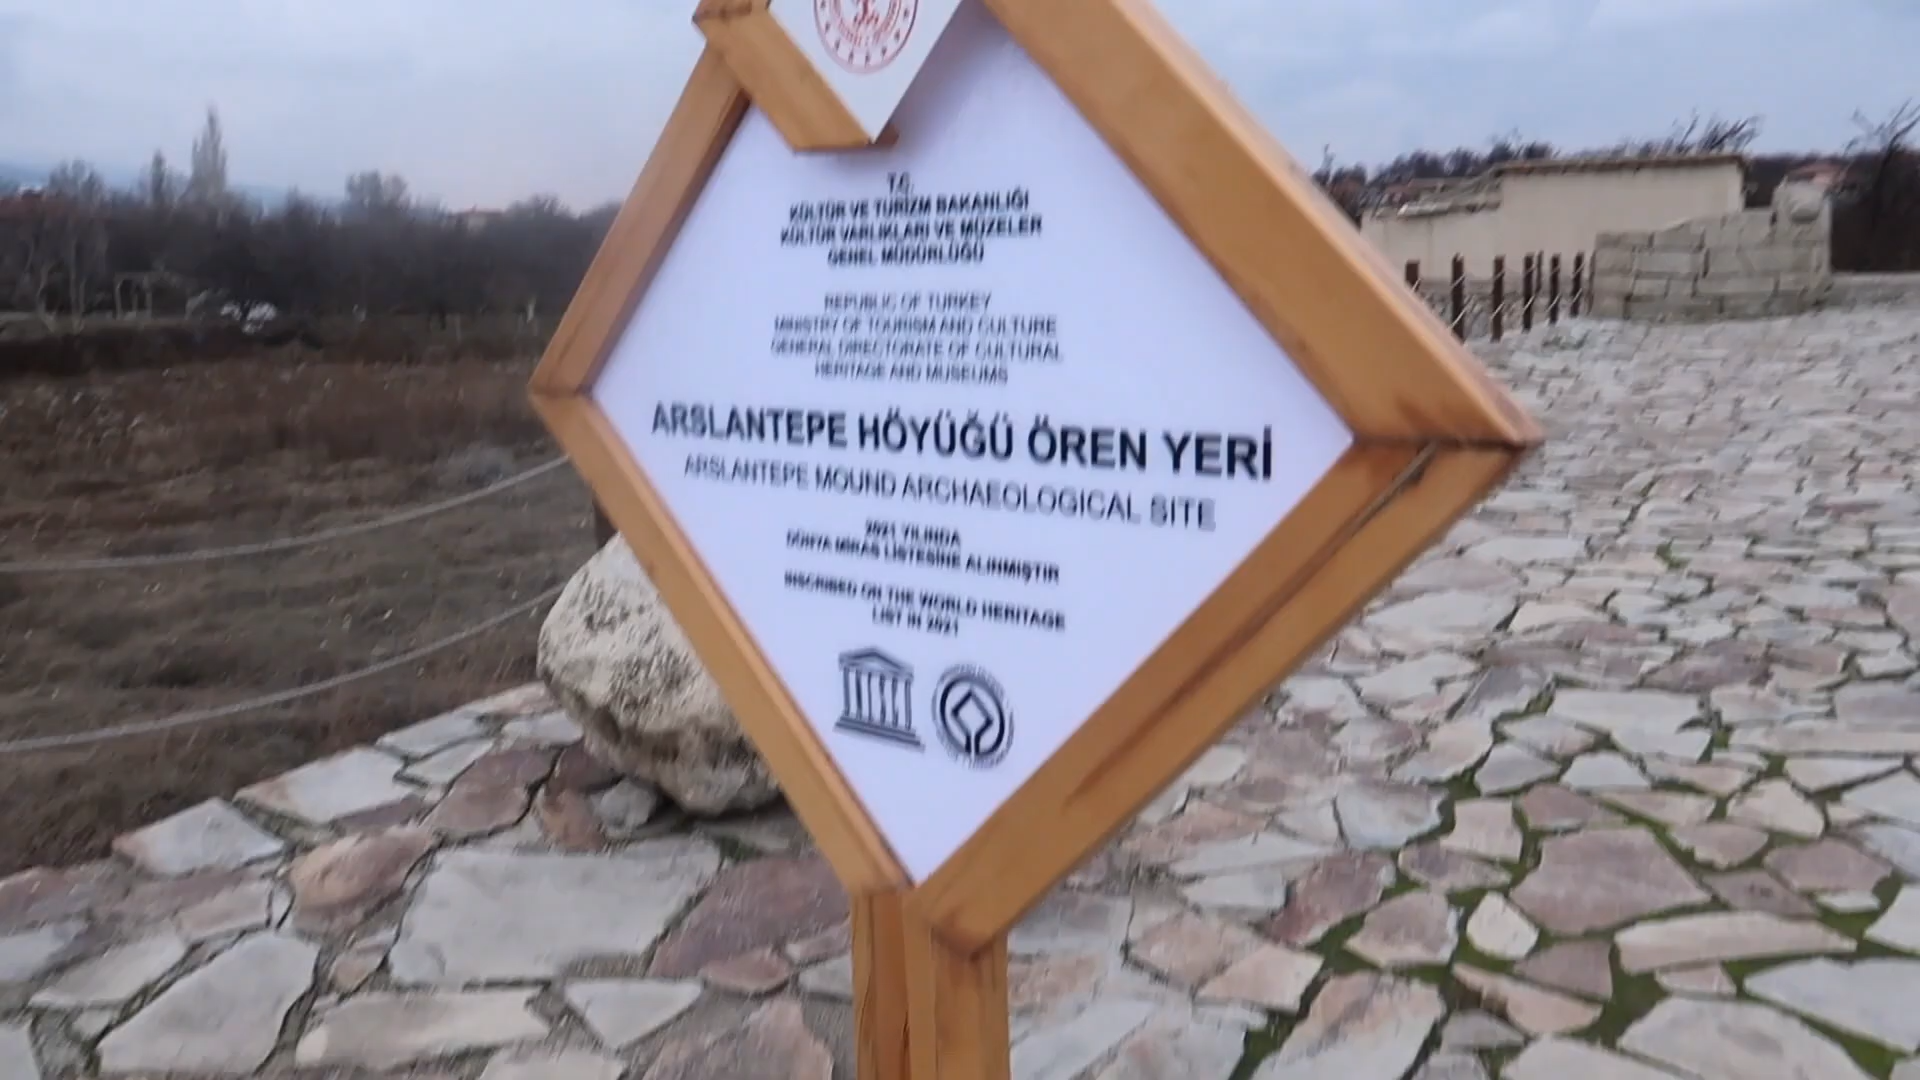 T.C.
KÜLTÜR VE TURİZM BAKANLIĞI
KÜLTÜR VARLIKLARI VE MÜZELER
GENEL MÜDÜRLÜĞÜ
REPUBLIC OF TURKEY
MINISTRY OF TOURISM AND CULTURE
GENERAL DIRECTORATE OF CULTURAL
HERITAGE AND MUSEUMS
ARSLANTEPE HÖYÜĞÜ ÖREN YERİ
ARSLANTEPE MOUND ARCHAEOLOGICAL SITE
2021 YILINDA
DÜNYA MİRAS LİSTESİNE ALINMIŞTIR
INSCRIBED ON THE WORLD HERITAGE
LIST IN 2021